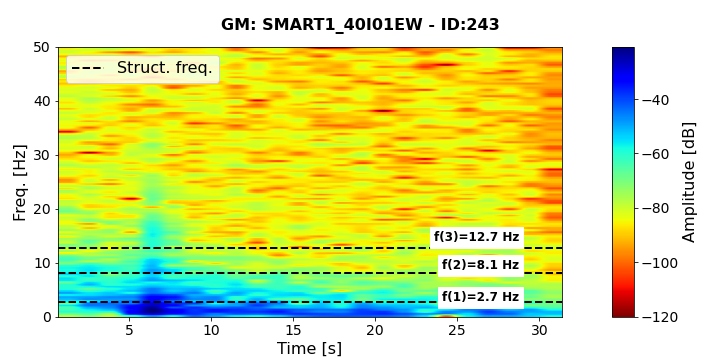 GM: SMART1_40I01EW - ID:243
Struct. freq.
50
40
30
20
10
0
Freq. [Hz]
f(3)=12.7 Hz
f(2)=8.1 Hz
f(1)=2.7 Hz
5
10
15
20
25
30
Time [s]
−40
−60
−80
−100
−120
Amplitude [dB]